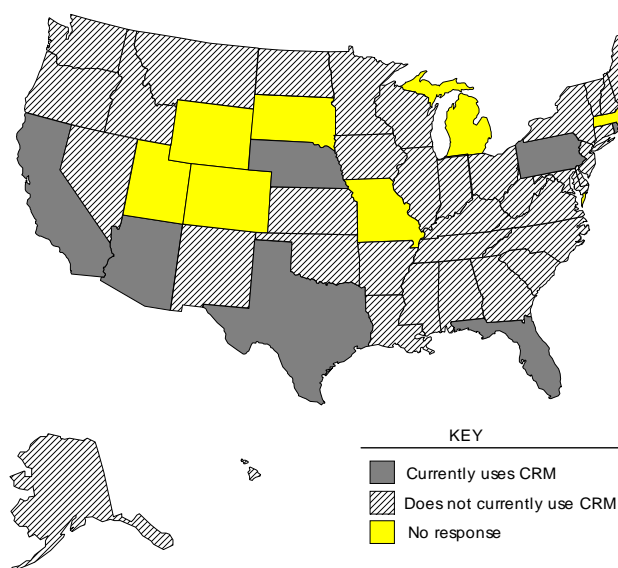 KEY
Currently uses CRM
Does not currently use CRM
No response